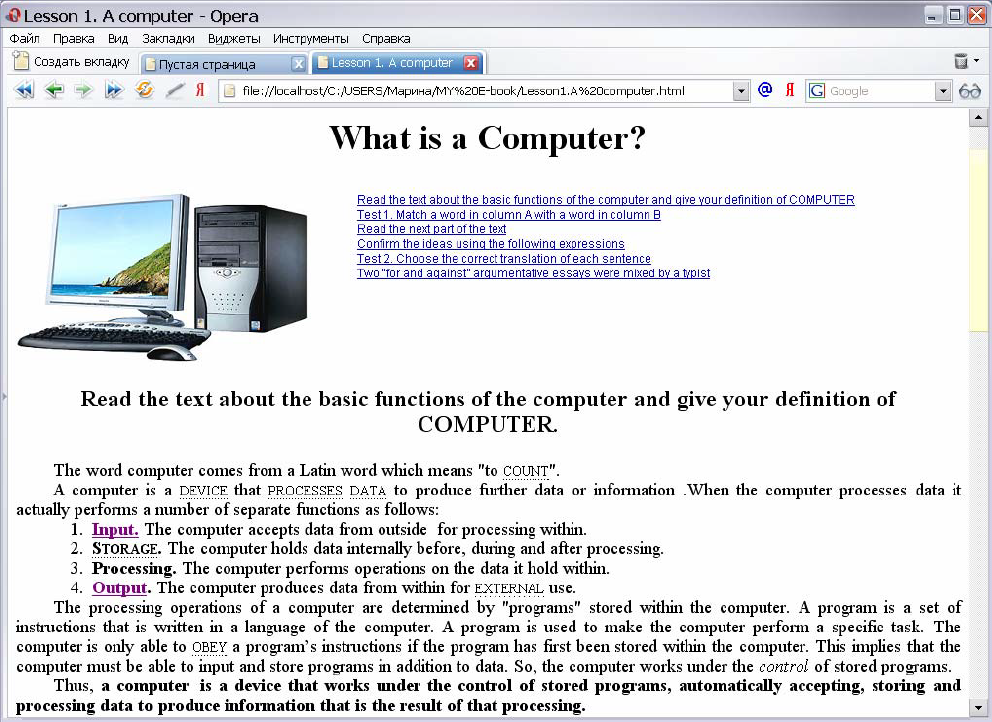 Lesson 1. A computer - Opera
Файл Правка Вид Закладки Виджеты Инструменты Справка
Создать вкладку Пустая страница Lesson 1. A computer
Я file://localhost/C:/USERS/Марина/MY%20E-book/Lesson1.A%20computer.html @ Я G Google
What is a Computer?
Read the text about the basic functions of the computer and give your definition of COMPUTER
Test 1. Match a word in column A with a word in column B
Read the next part of the text
Confirm the ideas using the following expressions
Test 2. Choose the correct translation of each sentence
Two "for and against" argumentative essays were mixed by a typist
Read the text about the basic functions of the computer and give your definition of
COMPUTER.
The word computer comes from a Latin word which means "to COUNT".
A computer is a DEVICE that PROCESSES DATA to produce further data or information .When the computer processes data it
actually performs a number of separate functions as follows:
1. Input. The computer accepts data from outside for processing within.
2. STORAGE. The computer holds data internally before, during and after processing.
3. Processing. The computer performs operations on the data it hold within.
4. Output. The computer produces data from within for EXTERNAL use.
The processing operations of a computer are determined by "programs" stored within the computer. A program is a set of
instructions that is written in a language of the computer. A program is used to make the computer perform a specific task. The
computer is only able to OBEY a program's instructions if the program has first been stored within the computer. This implies that the
computer must be able to input and store programs in addition to data. So, the computer works under the control of stored programs.
Thus, a computer is a device that works under the control of stored programs, automatically accepting, storing and
processing data to produce information that is the result of that processing.